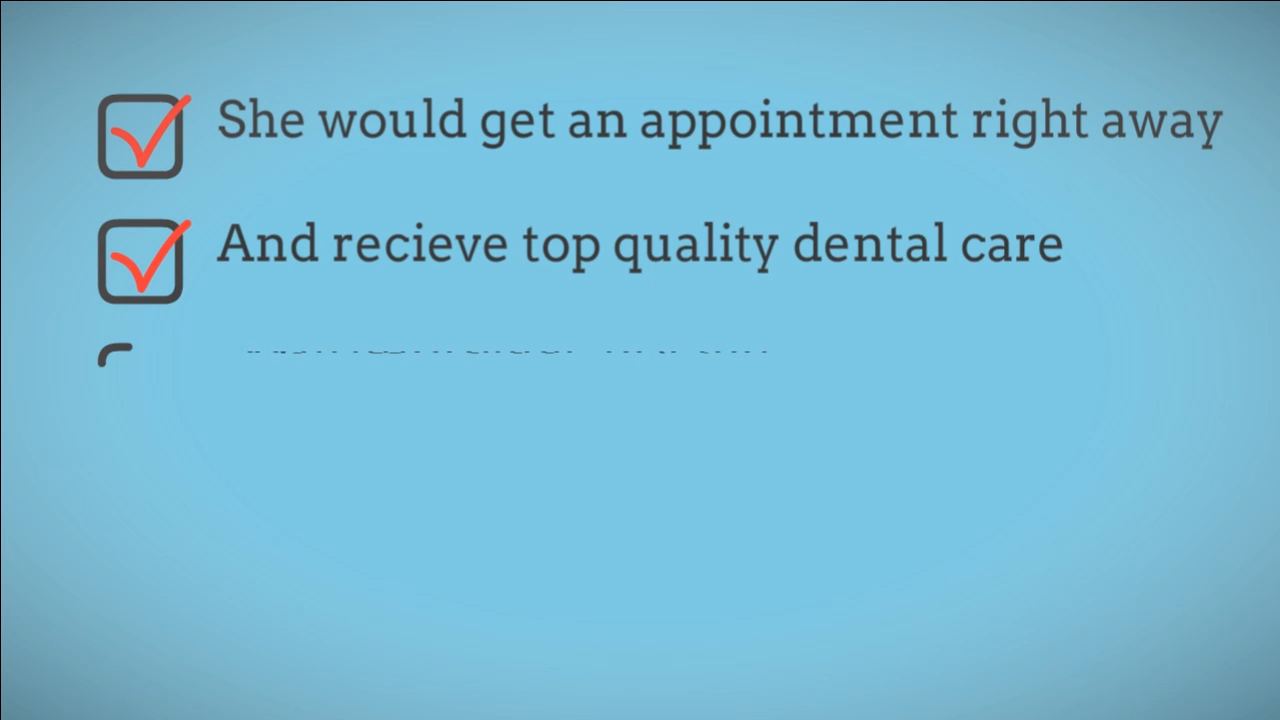 She would get an appointment right away
And recieve top quality dental care